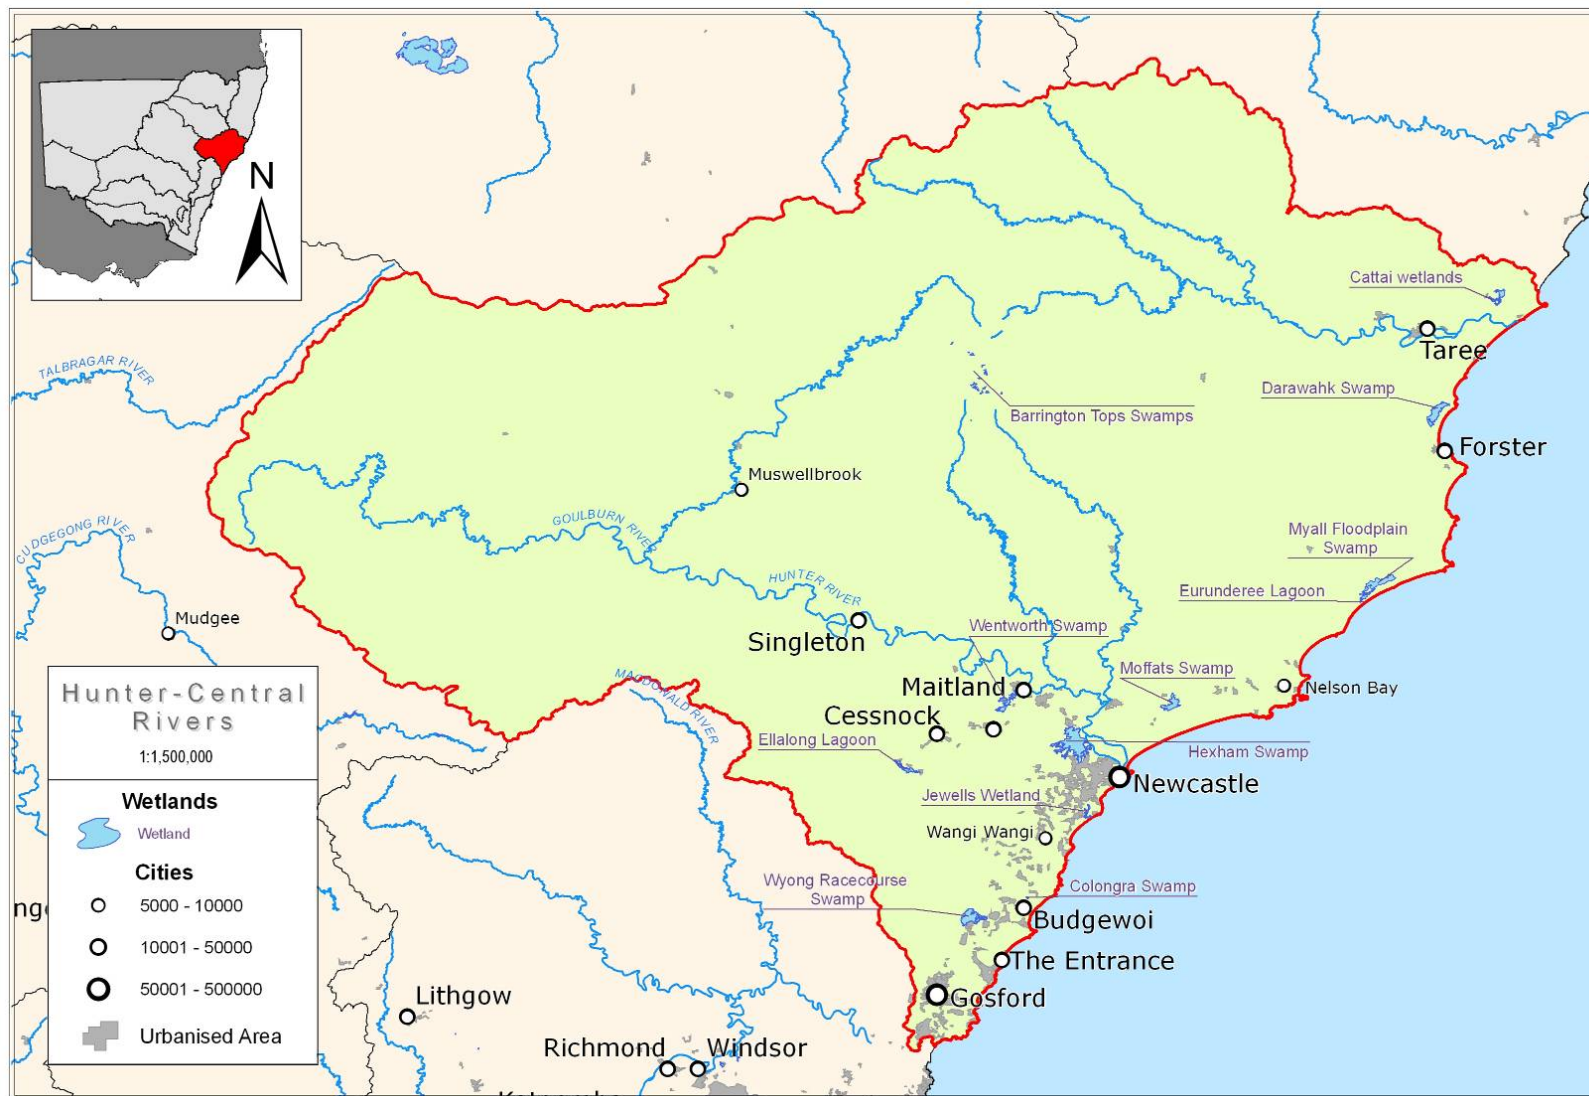 N
Cattai wetlands
Taree
TALBRAGAR RIVER
Darawahk Swamp
Barrington Tops Swamps
Forster
Muswellbrook
GOULBURN RIVER
CUDGEGONG RIVER
Myall Floodplain
Swamp
HUNTER RIVER
Eurunderee Lagoon
Mudgee
Singleton
Wentworth Swamp
MACDONALD RIVER
Moffats Swamp
Maitland
Nelson Bay
Cessnock
Ellalong Lagoon
Hexham Swamp
Newcastle
Jewells Wetland
Wangi Wangi
Wyong Racecourse
Swamp
Colongra Swamp
Budgewoi
The Entrance
Gosford
Lithgow
Richmond
Windsor
Hunter-Central
Rivers
1:1,500,000
Wetlands
Wetland
Cities
5000 - 10000
10001 - 50000
50001 - 500000
Urbanised Area